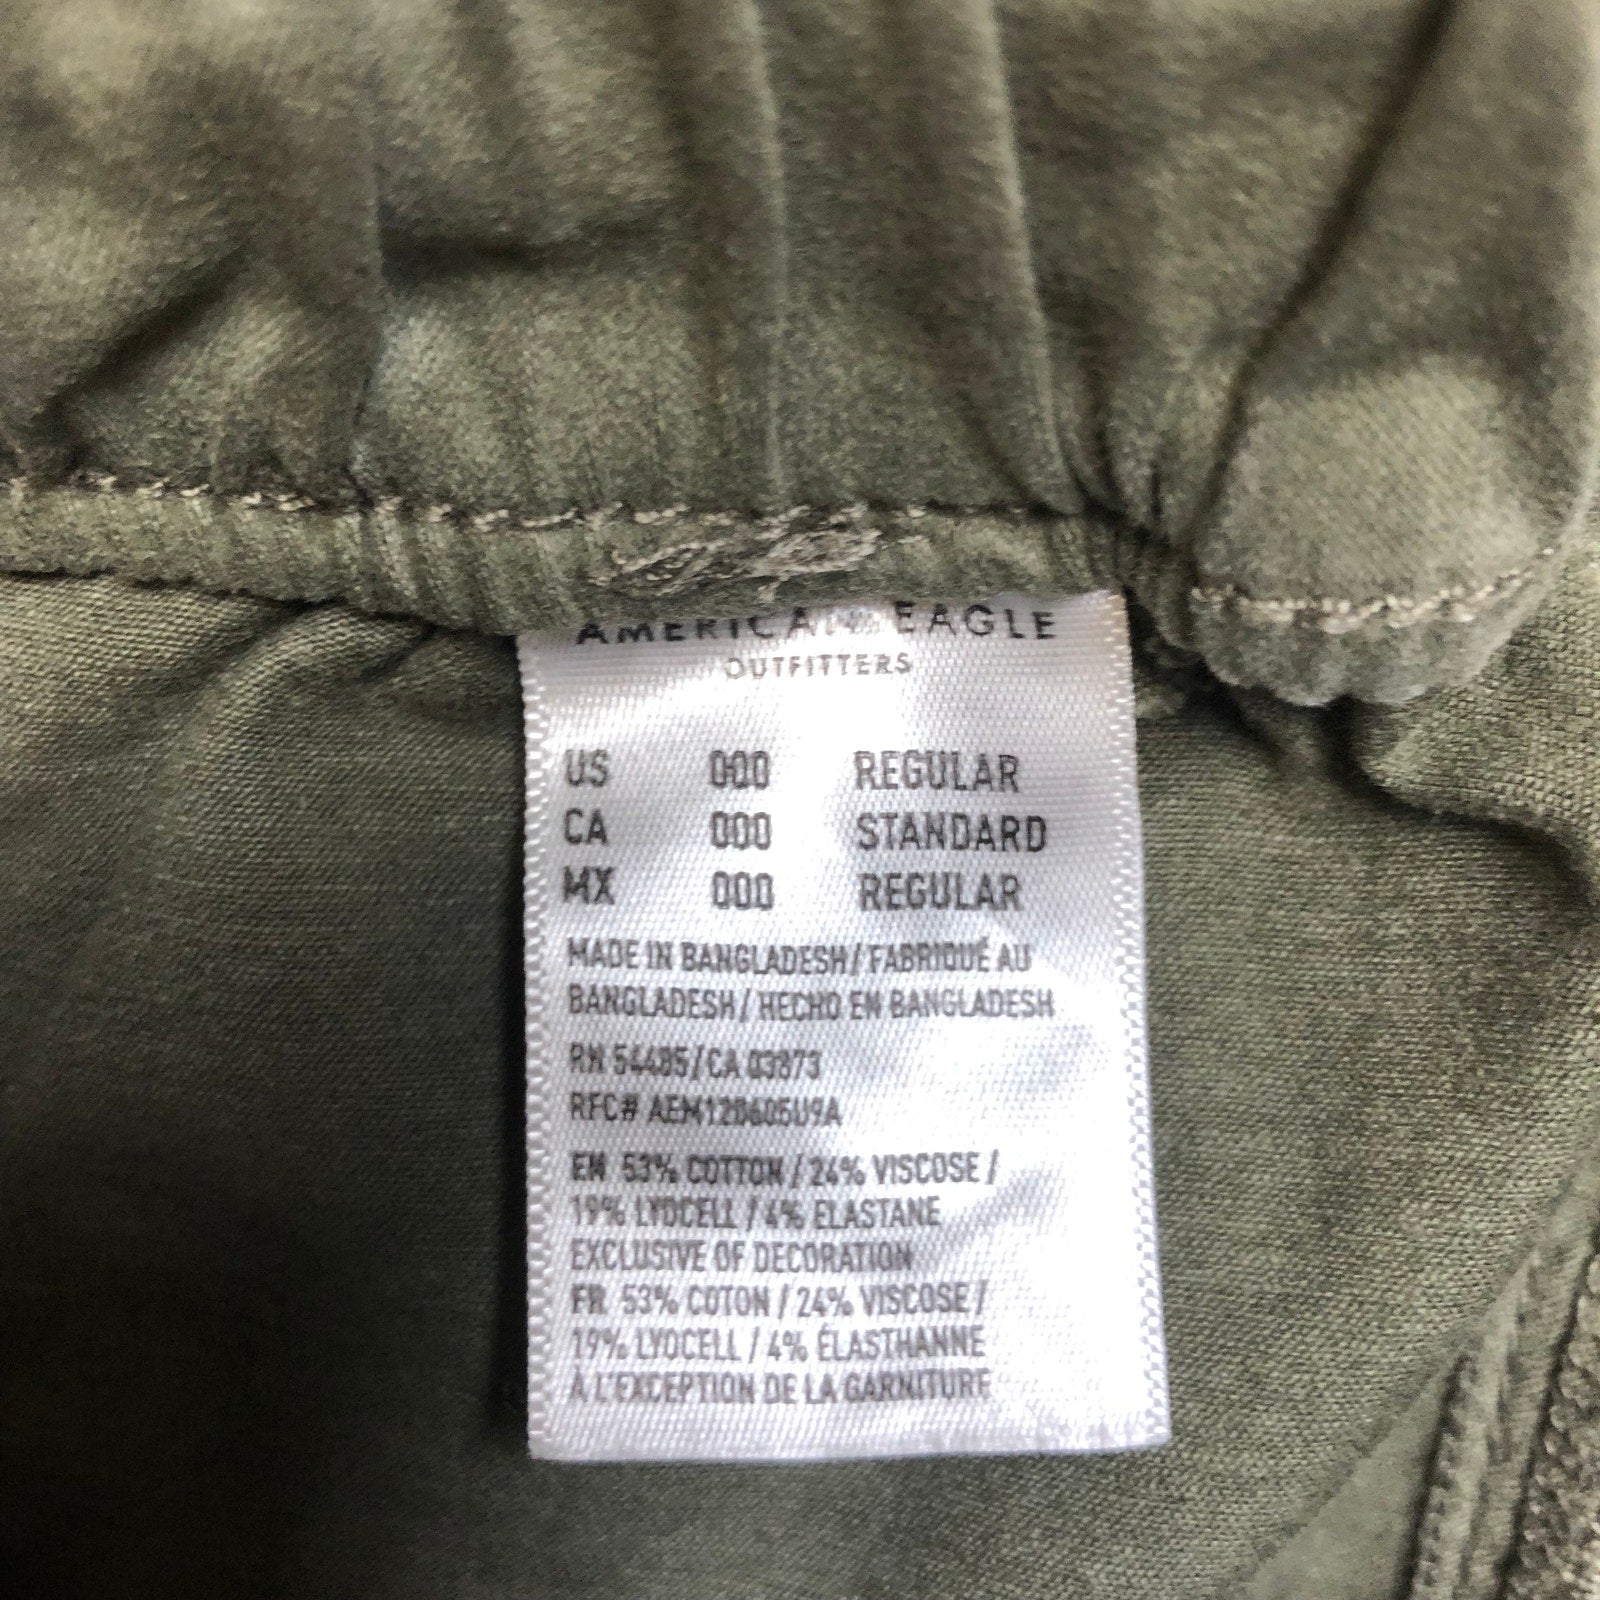 AMERICAN EAGLE
OUTFITTERS
US 000 REGULAR
CA 000 STANDARD
MX 000 REGULAR
MADE IN BANGLADESH / FABRIQUÉ AU
BANGLADESH / HECHO EN BANGLADESH
RN 54485/CA 03873
RFC# AEM120605U9A
EN 53% COTTON / 24% VISCOSE /
19% LYOCELL / 4% ELASTANE
EXCLUSIVE OF DECORATION
FR 53% COTON / 24% VISCOSE /
19% LYOCELL / 4% ÉLASTHANNE
À L'EXCEPTION DE LA GARNITURE